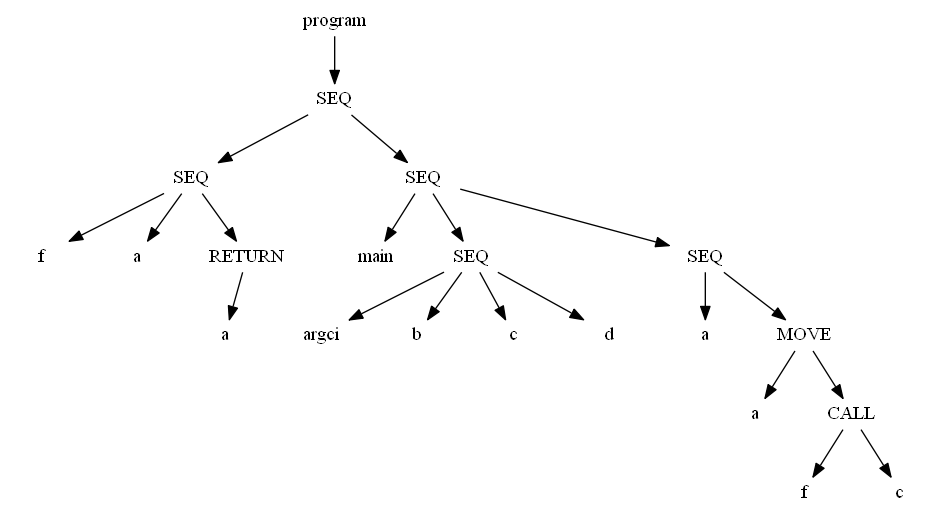 program
SEQ
SEQ SEQ
f a RETURN main SEQ SEQ
a argci b c d a MOVE
a CALL
f c